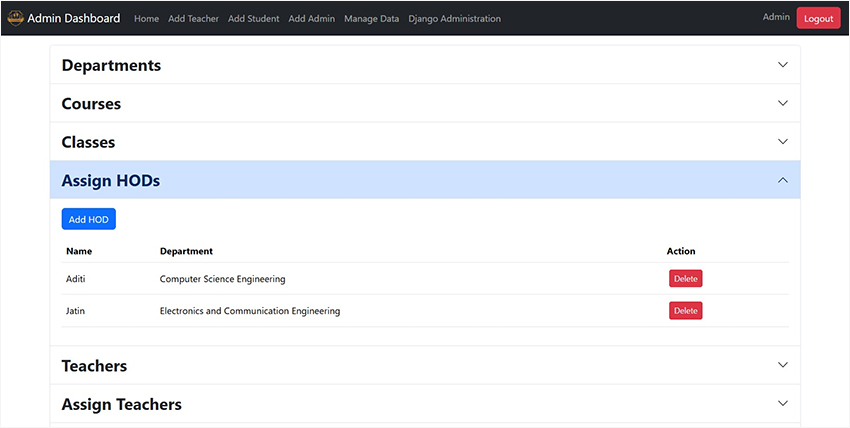 Admin Dashboard Home Add Teacher Add Student Add Admin Manage Data Django Administration Admin Logout
Departments
Courses
Classes
Assign HODs
Add HOD
Name Department Action
Aditi Computer Science Engineering Delete
Jatin Electronics and Communication Engineering Delete
Teachers
Assign Teachers